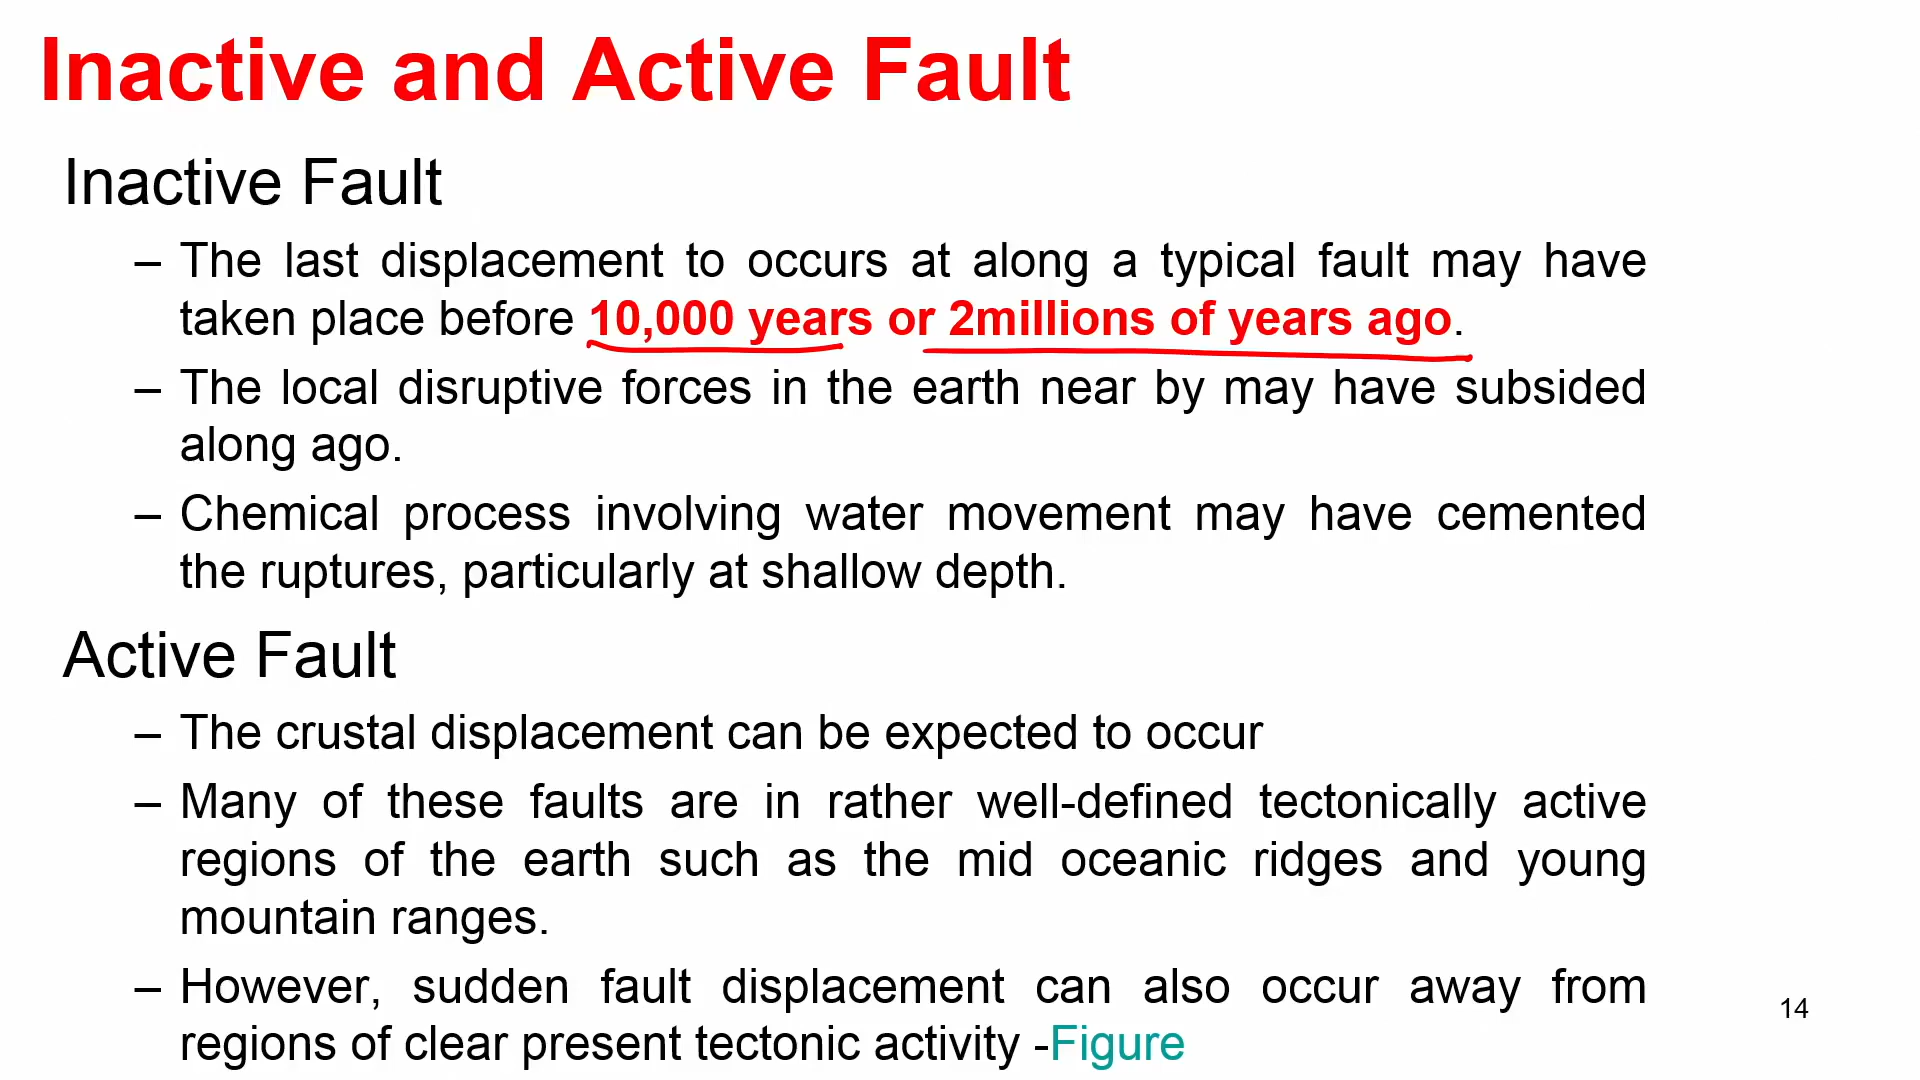 Inactive and Active Fault
Inactive Fault
– The last displacement to occurs at along a typical fault may have
taken place before 10,000 years or 2millions of years ago.
– The local disruptive forces in the earth near by may have subsided
along ago.
– Chemical process involving water movement may have cemented
the ruptures, particularly at shallow depth.
Active Fault
– The crustal displacement can be expected to occur
– Many of these faults are in rather well-defined tectonically active
regions of the earth such as the mid oceanic ridges and young
mountain ranges.
– However, sudden fault displacement can also occur away from
regions of clear present tectonic activity -Figure
14